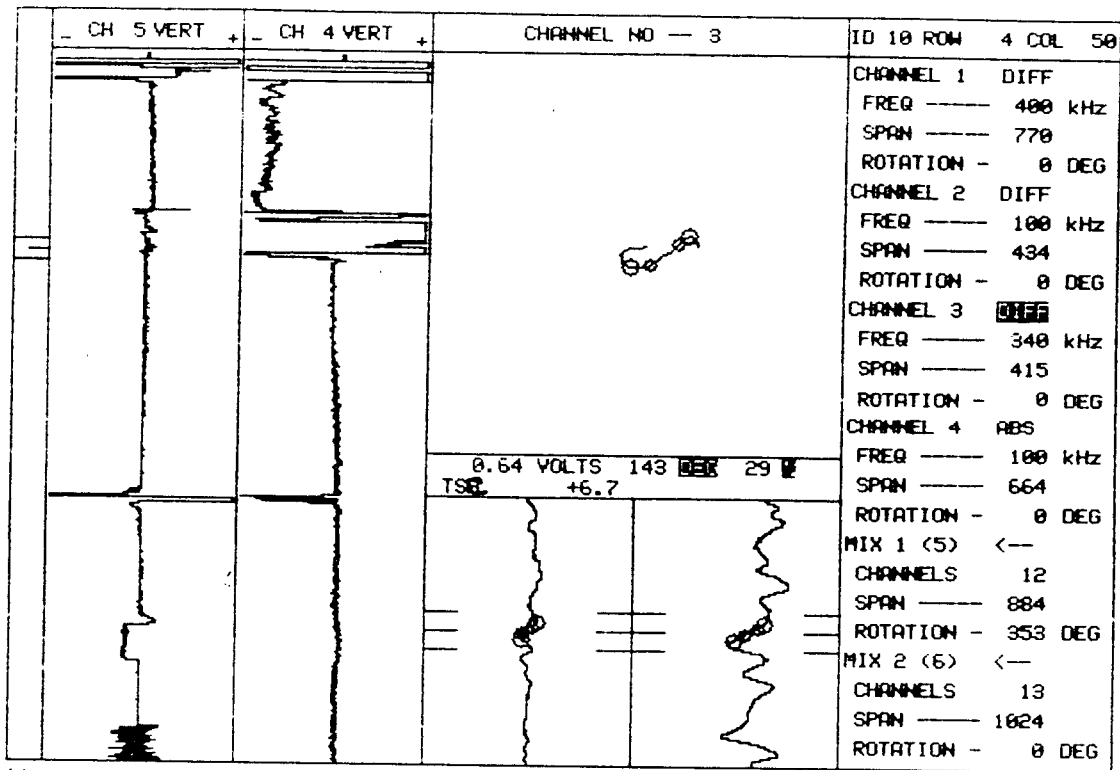 _ CH 5 VERT +
_ CH 4 VERT +
CHANNEL NO -- 3
ID 10 ROW 4 COL 50
CHANNEL 1 DIFF
FREQ ----- 400 kHz
SPAN ----- 770
ROTATION - 0 DEG
CHANNEL 2 DIFF
FREQ ----- 100 kHz
SPAN ----- 434
ROTATION - 0 DEG
CHANNEL 3 DIFF
FREQ ----- 340 kHz
SPAN ----- 415
ROTATION - 0 DEG
CHANNEL 4 ABS
FREQ ----- 100 kHz
SPAN ----- 664
ROTATION - 0 DEG
MIX 1 (5) <--
CHANNELS 12
SPAN ----- 884
ROTATION - 353 DEG
MIX 2 (6) <--
CHANNELS 13
SPAN ----- 1024
ROTATION - 0 DEG
0.64 VOLTS 143 DEG 29
+6.7